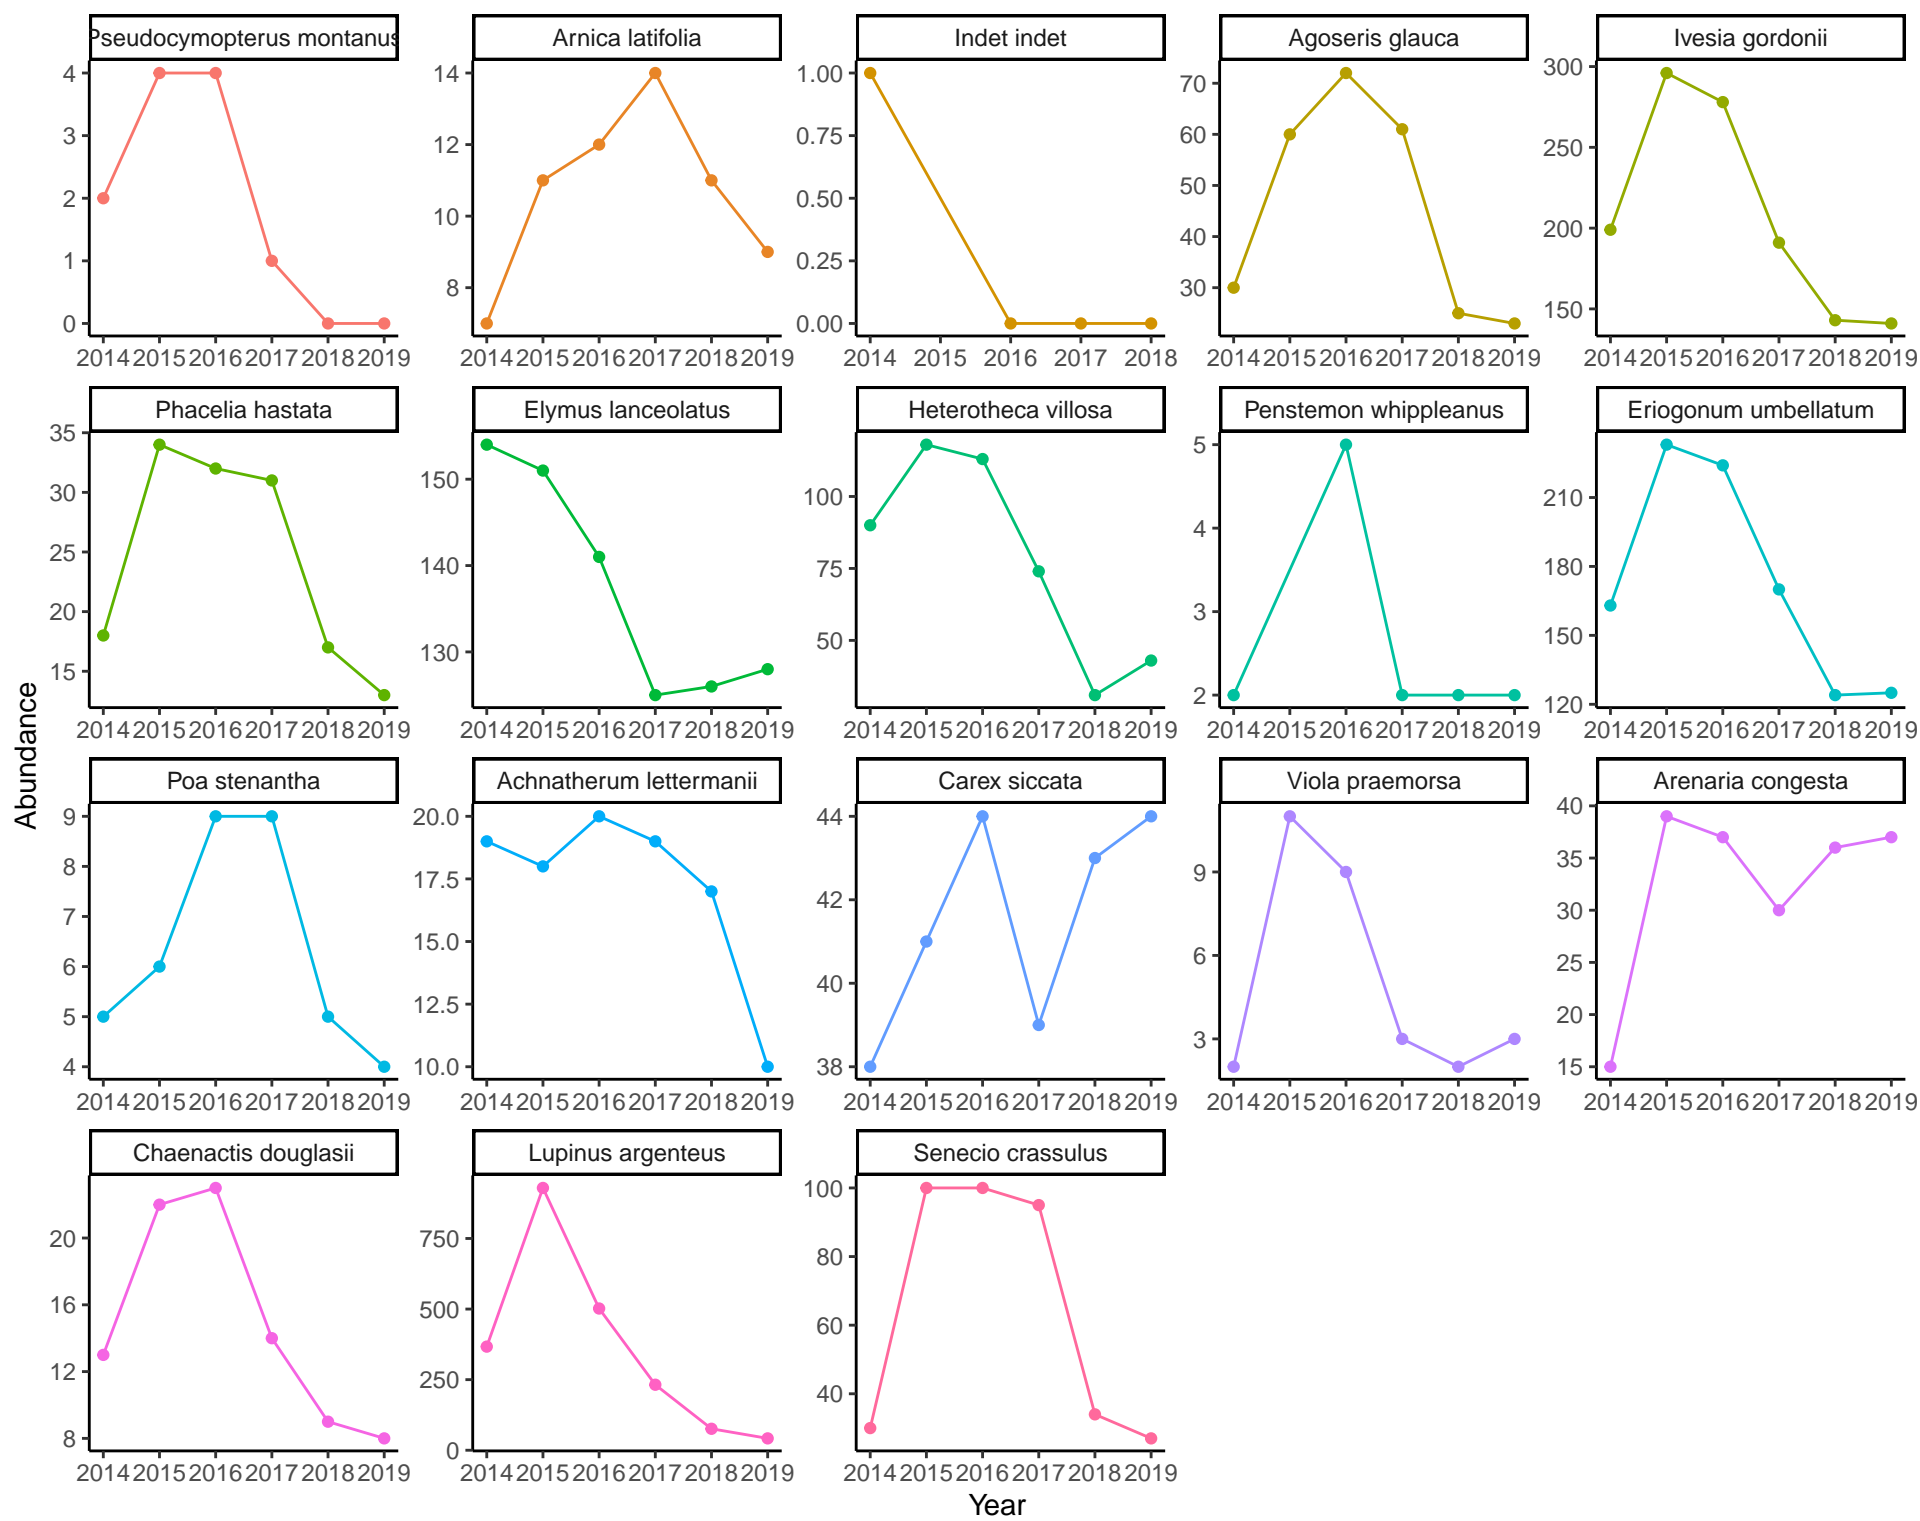 Pseudocymopterus montanus
Arnica latifolia
Indet indet
Agoseris glauca
Ivesia gordonii
4
3
2
1
0
14
12
10
8
1.00
0.75
0.50
0.25
0.00
70
60
50
40
30
300
250
200
150
2014 2015 2016 2017 2018 2019
2014 2015 2016 2017 2018 2019
2014 2015 2016 2017 2018
2014 2015 2016 2017 2018 2019
2014 2015 2016 2017 2018 2019
Phacelia hastata
Elymus lanceolatus
Heterotheca villosa
Penstemon whippleanus
Eriogonum umbellatum
35
30
25
20
15
150
140
130
100
75
50
5
4
3
2
210
180
150
120
2014 2015 2016 2017 2018 2019
2014 2015 2016 2017 2018 2019
2014 2015 2016 2017 2018 2019
2014 2015 2016 2017 2018 2019
2014 2015 2016 2017 2018 2019
Abundance
Poa stenantha
Achnatherum lettermanii
Carex siccata
Viola praemorsa
Arenaria congesta
9
8
7
6
5
4
20.0
17.5
15.0
12.5
10.0
44
42
40
38
9
6
3
40
35
30
25
20
15
2014 2015 2016 2017 2018 2019
2014 2015 2016 2017 2018 2019
2014 2015 2016 2017 2018 2019
2014 2015 2016 2017 2018 2019
2014 2015 2016 2017 2018 2019
Chaenactis douglasii
Lupinus argenteus
Senecio crassulus
20
16
12
8
750
500
250
0
100
80
60
40
2014 2015 2016 2017 2018 2019
2014 2015 2016 2017 2018 2019
2014 2015 2016 2017 2018 2019
Year